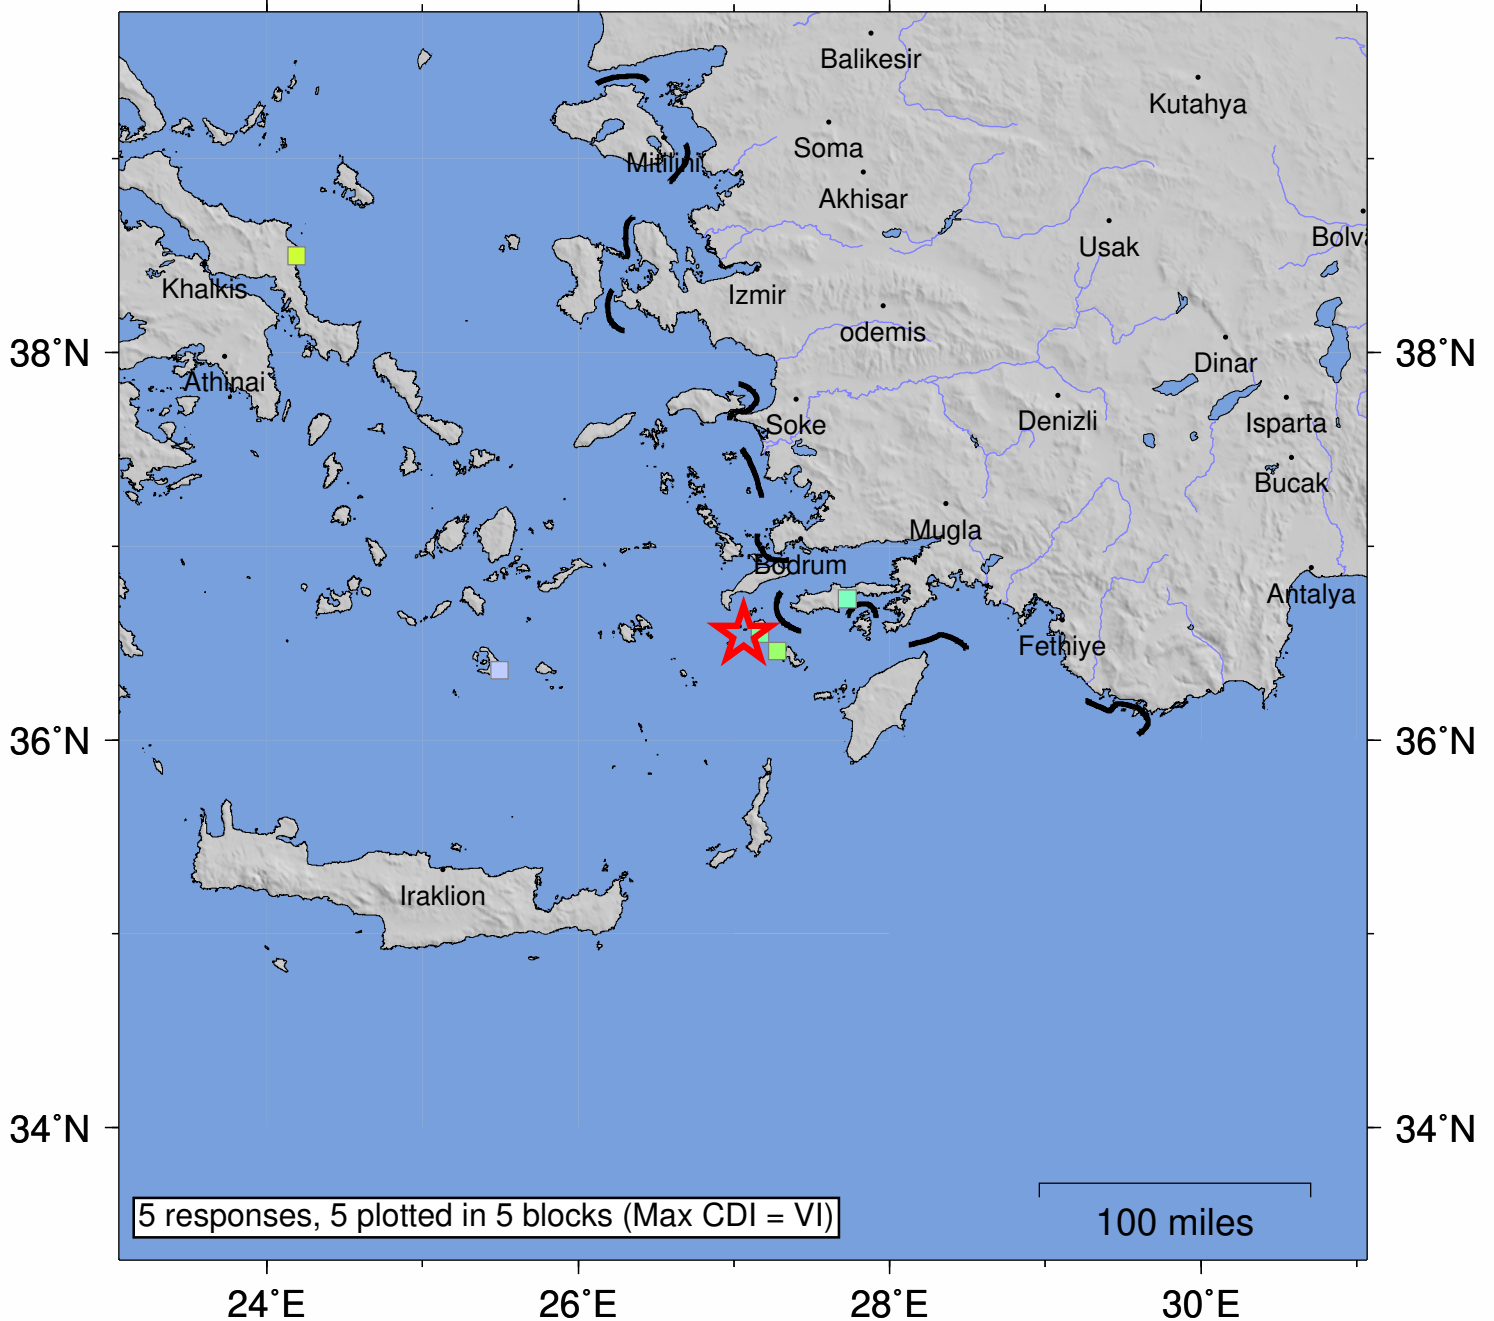 Balikesir
Kutahya
Soma
Mitilini
Akhisar
Usak
Bolva
Khalkis
Izmir
odemis
38°N
38°N
Dinar
Athinai
Soke
Denizli
Isparta
Bucak
Mugla
Bodrum
Antalya
Fethiye
36°N
36°N
Iraklion
34°N
34°N
5 responses, 5 plotted in 5 blocks (Max CDI = VI)
100 miles
24°E
26°E
28°E
30°E